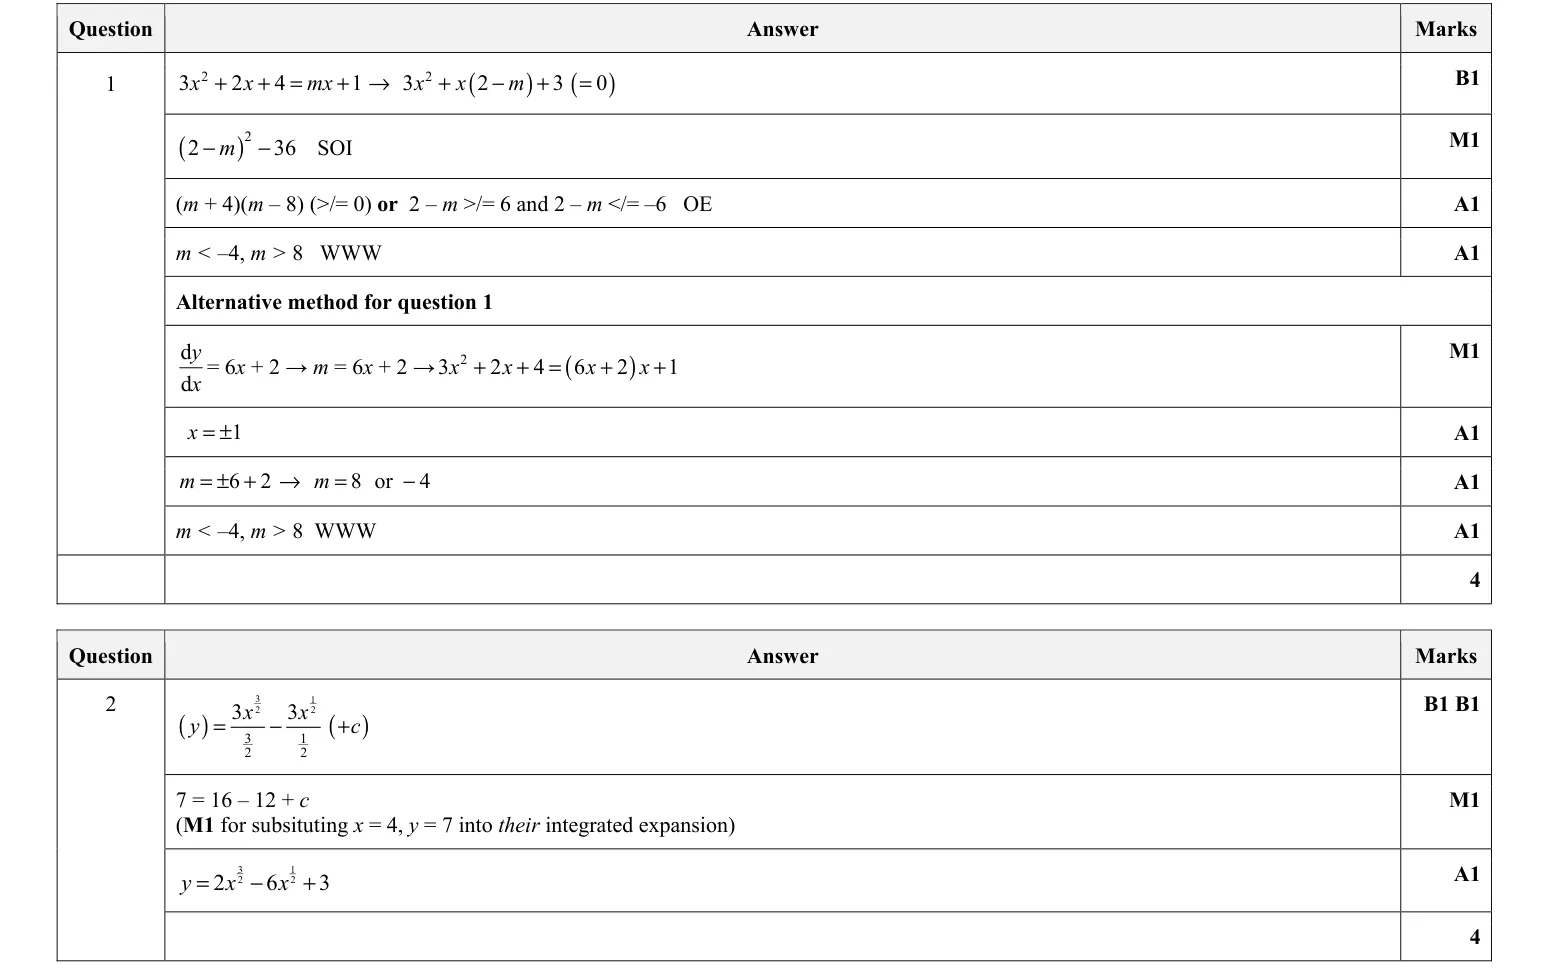 Question Answer Marks
1 3x² + 2x + 4 = mx + 1 → 3x² + x(2 − m) + 3 (= 0) B1
(2 − m)² − 36 SOI M1
(m + 4)(m – 8) (>/= 0) or 2 – m >/= 6 and 2 – m </= –6 OE A1
m < –4, m > 8 WWW A1
Alternative method for question 1
dy/dx = 6x + 2 → m = 6x + 2 → 3x² + 2x + 4 = (6x + 2)x + 1 M1
x = ±1 A1
m = ±6 + 2 → m = 8 or − 4 A1
m < –4, m > 8 WWW A1
4
Question Answer Marks
2 (y) = 3x^(3/2)/(3/2) − 3x^(1/2)/(1/2) (+c) B1 B1
7 = 16 – 12 + c M1
(M1 for subsituting x = 4, y = 7 into their integrated expansion)
y = 2x^(3/2) − 6x^(1/2) + 3 A1
4